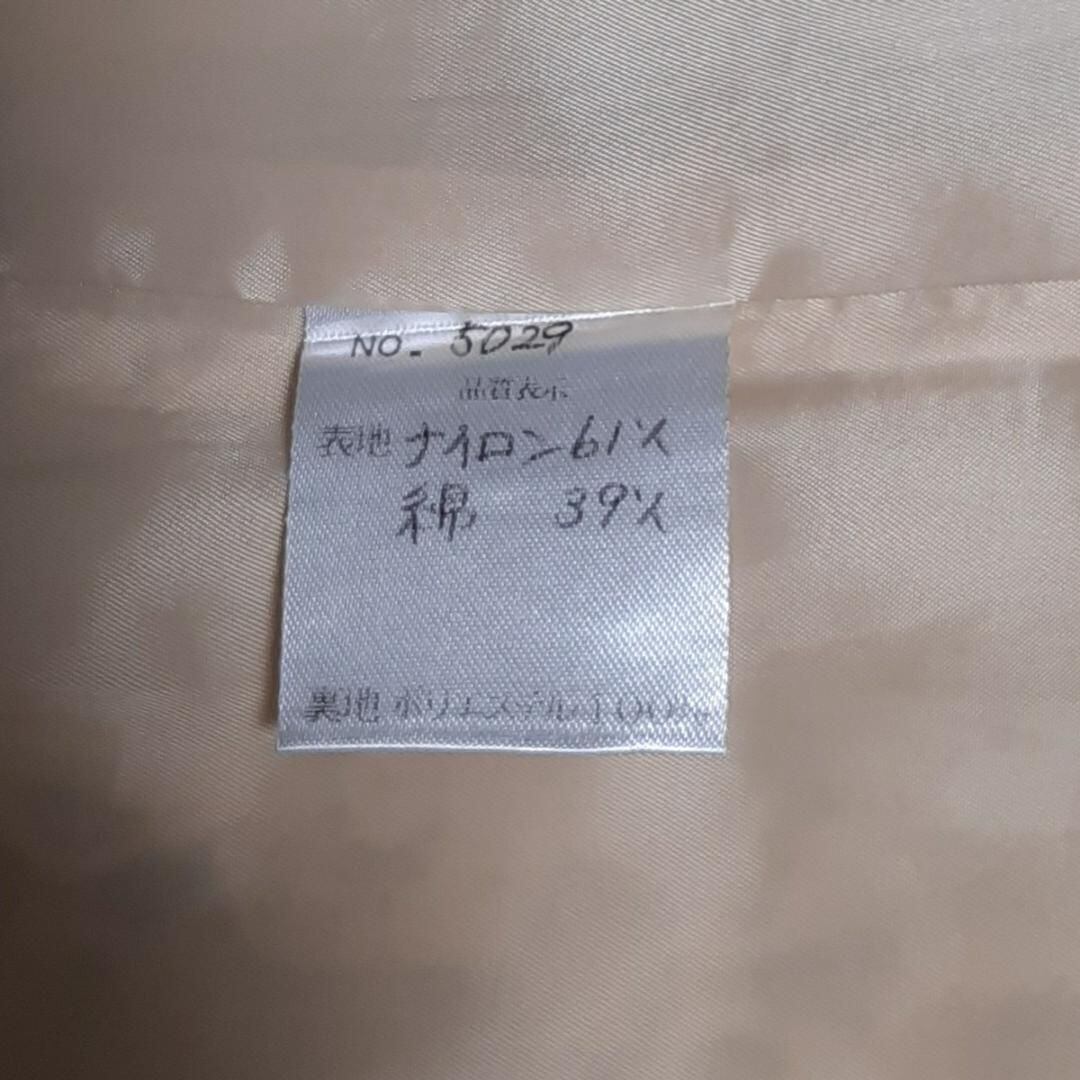 NO. 5029
品質表示
表地 ナイロン 61%
綿 39%
裏地 ポリエステル 100%